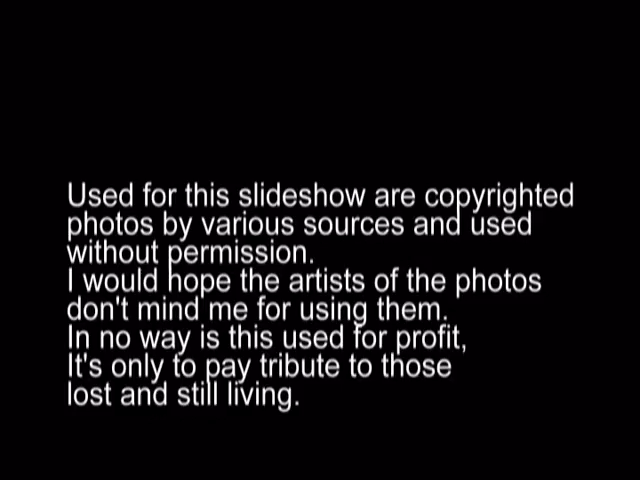 Used for this slideshow are copyrighted
photos by various sources and used
without permission.
I would hope the artists of the photos
don't mind me for using them.
In no way is this used for profit,
It's only to pay tribute to those
lost and still living.